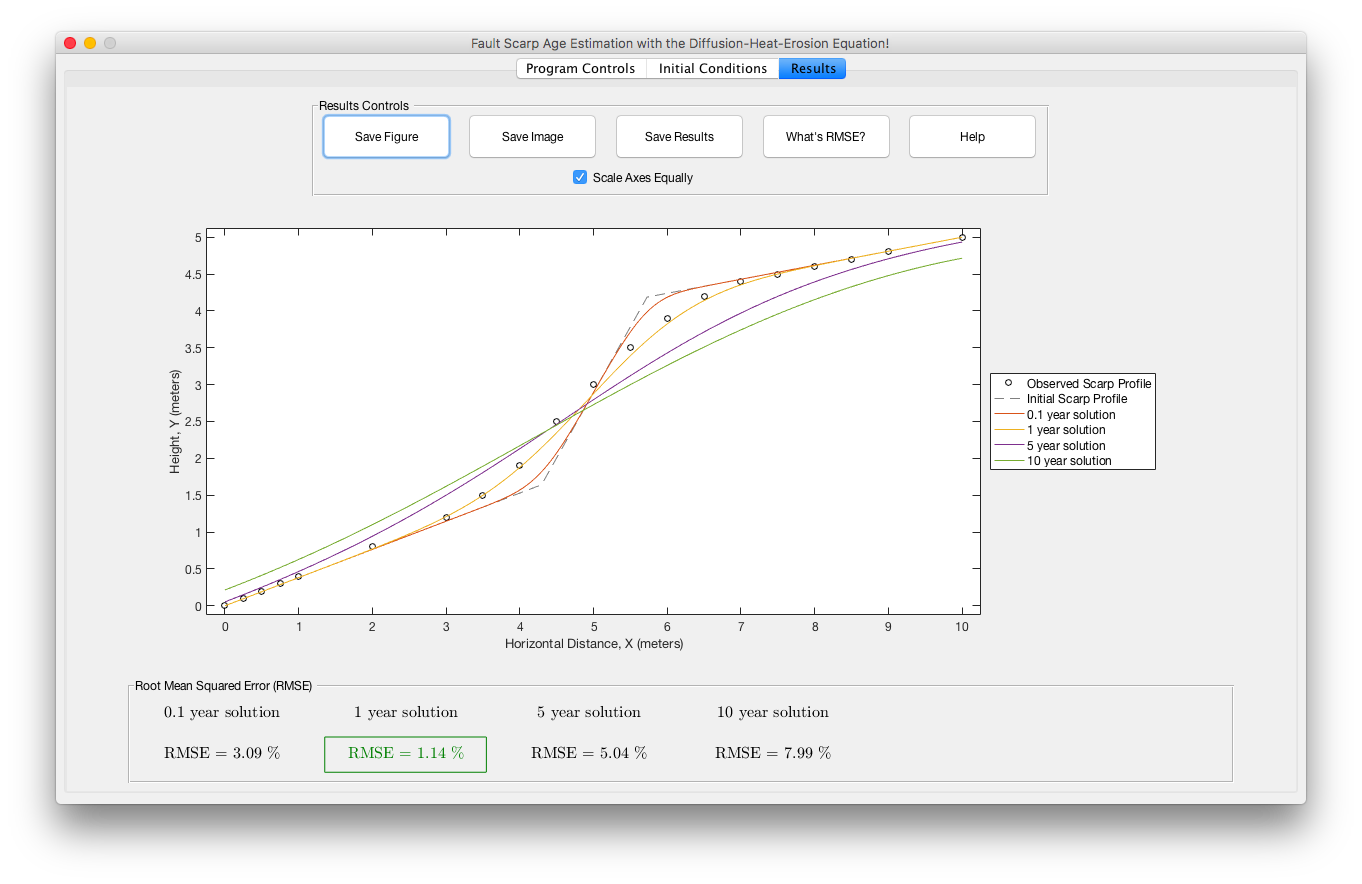 Fault Scarp Age Estimation with the Diffusion-Heat-Erosion Equation!
Program Controls Initial Conditions Results
Results Controls
Save Figure Save Image Save Results What's RMSE? Help
Scale Axes Equally
5
4.5
4
3.5
3
2.5
2
1.5
1
0.5
0
Height, Y (meters)
0 1 2 3 4 5 6 7 8 9 10
Horizontal Distance, X (meters)
Observed Scarp Profile
Initial Scarp Profile
0.1 year solution
1 year solution
5 year solution
10 year solution
Root Mean Squared Error (RMSE)
0.1 year solution 1 year solution 5 year solution 10 year solution
RMSE = 3.09 % RMSE = 1.14 % RMSE = 5.04 % RMSE = 7.99 %